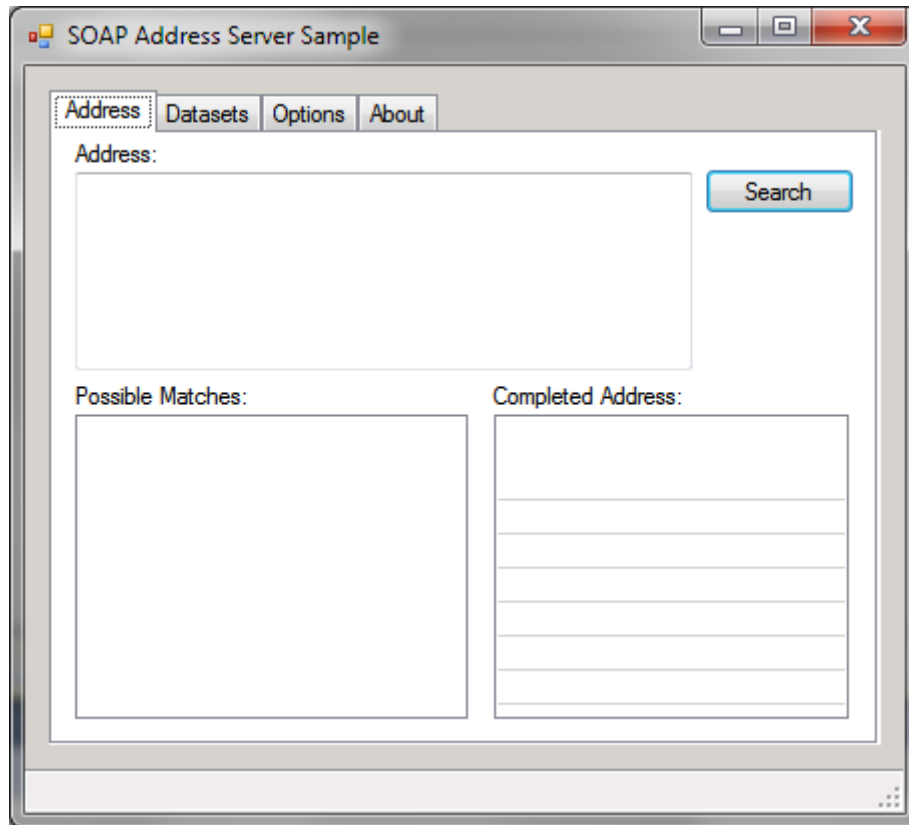 SOAP Address Server Sample
Address Datasets Options About
Address:
Search
Possible Matches:
Completed Address: